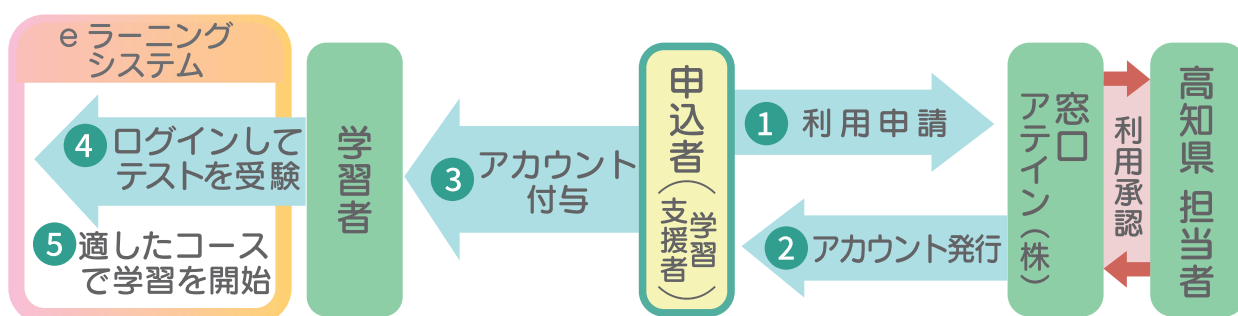 e ラーニング
システム
4 ログインして
テストを受験
5 適したコース
で学習を開始
学習者
3 アカウント
付与
申込者
(学習
支援者)
1 利用申請
2 アカウント発行
窓口
アテイン(株)
利用承認
高知県 担当者